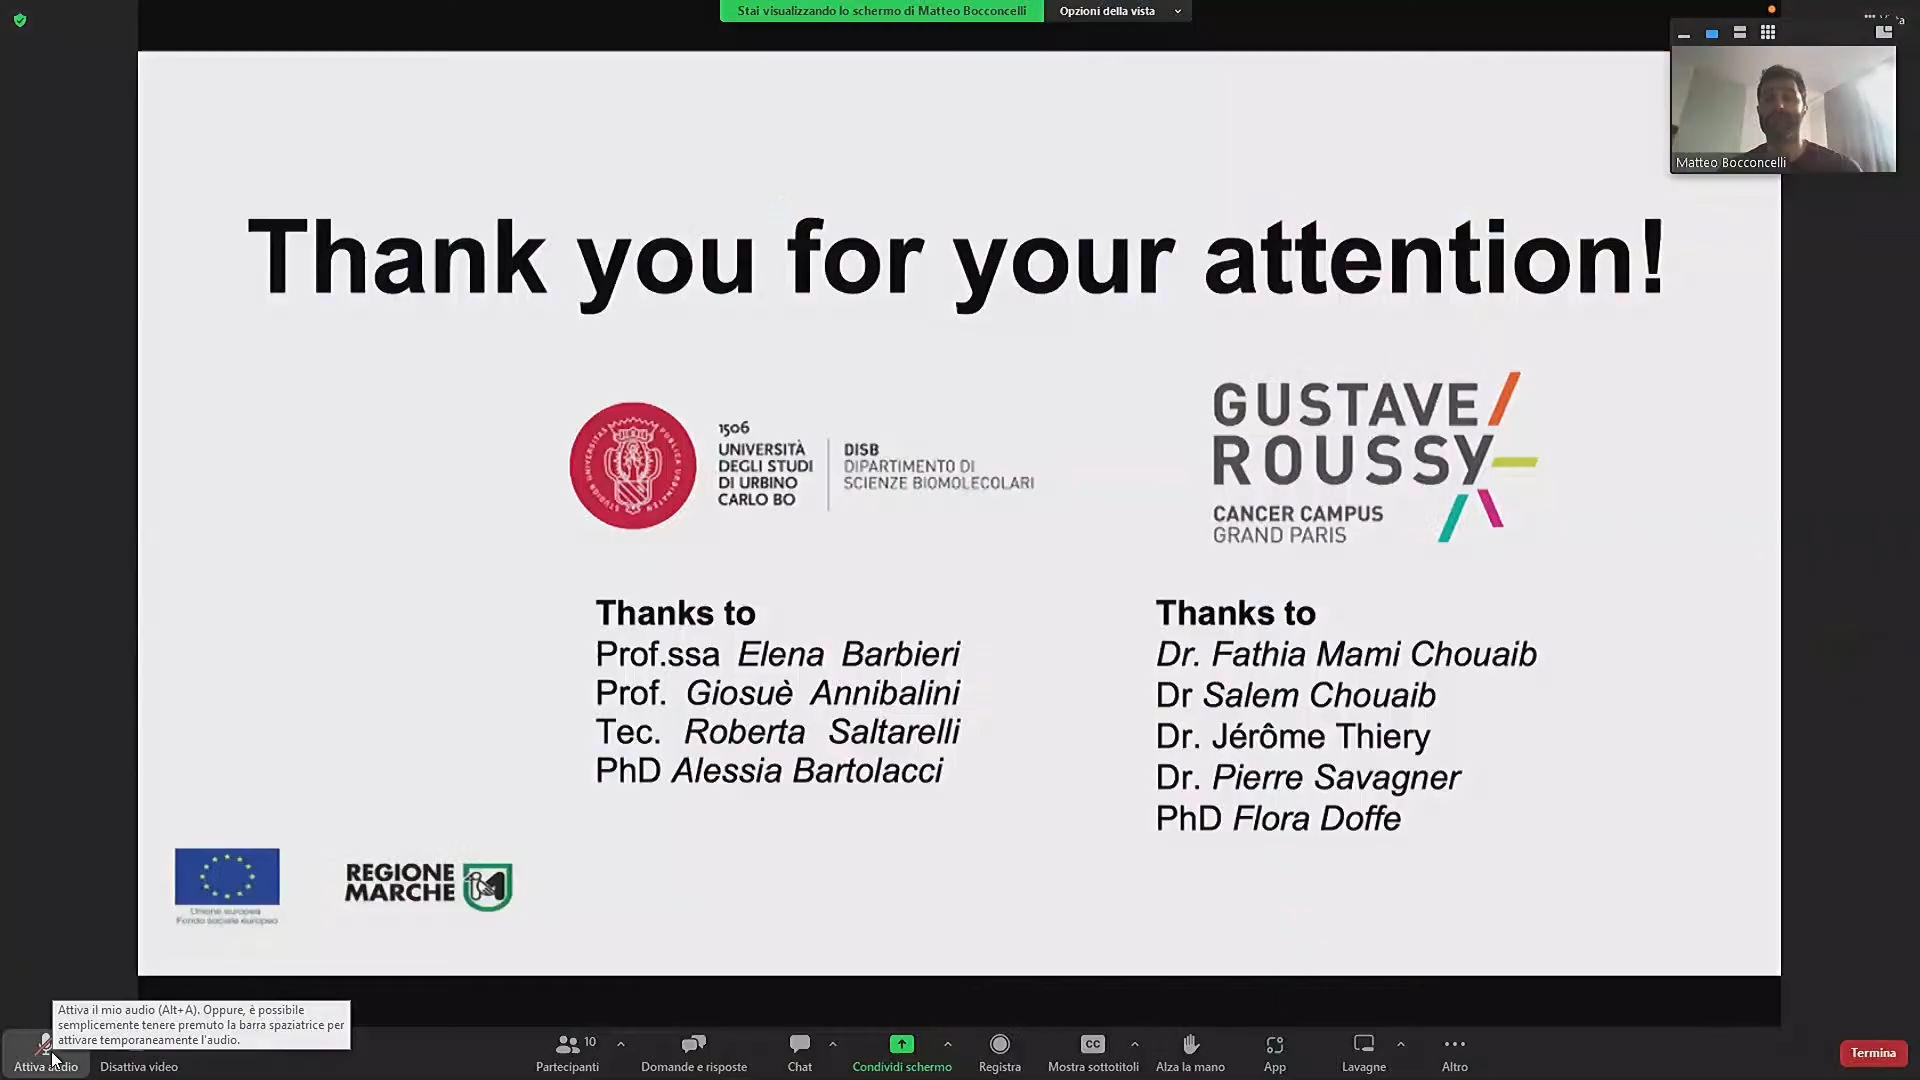 Stai visualizzando lo schermo di Matteo Bocconcelli
Opzioni della vista
Matteo Bocconcelli
Thank you for your attention!
1506
UNIVERSITÀ
DEGLI STUDI
DI URBINO
CARLO BO
DISB
DIPARTIMENTO DI
SCIENZE BIOMOLECOLARI
GUSTAVE
ROUSSY
CANCER CAMPUS
GRAND PARIS
Thanks to
Prof.ssa Elena Barbieri
Prof. Giosuè Annibalini
Tec. Roberta Saltarelli
PhD Alessia Bartolacci
Thanks to
Dr. Fathia Mami Chouaib
Dr Salem Chouaib
Dr. Jérôme Thiery
Dr. Pierre Savagner
PhD Flora Doffe
Unione europea
Fondo sociale europeo
REGIONE
MARCHE
Attiva il mio audio (Alt+A). Oppure, è possibile
semplicemente tenere premuto la barra spaziatrice per
attivare temporaneamente l'audio.
Attiva audio
Disattiva video
10
Partecipanti
Domande e risposte
Chat
Condividi schermo
Registra
CC
Mostra sottotitoli
Alza la mano
App
Lavagne
Altro
Termina